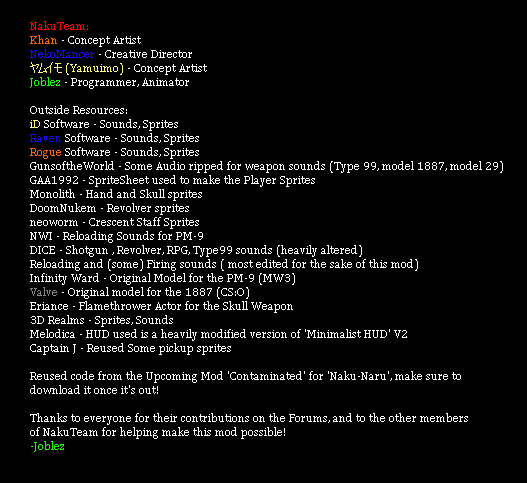 NakuTeam:
Khan - Concept Artist
NekoMancer - Creative Director
ヤムイモ (Yamuimo) - Concept Artist
Joblez - Programmer, Animator
Outside Resources:
iD Software - Sounds, Sprites
Raven Software - Sounds, Sprites
Rogue Software - Sounds, Sprites
GunsoftheWorld - Some Audio ripped for weapon sounds (Type 99, model 1887, model 29)
GAA1992 - SpriteSheet used to make the Player Sprites
Monolith - Hand and Skull sprites
DoomNukem - Revolver sprites
neoworm - Crescent Staff Sprites
NWI - Reloading Sounds for PM-9
DICE - Shotgun , Revolver, RPG, Type99 sounds (heavily altered)
Reloading and (some) Firing sounds ( most edited for the sake of this mod)
Infinity Ward - Original Model for the PM-9 (MW3)
Valve - Original model for the 1887 (CS:O)
Eriance - Flamethrower Actor for the Skull Weapon
3D Realms - Sprites, Sounds
Melodica - HUD used is a heavily modified version of 'Minimalist HUD' V2
Captain J - Reused Some pickup sprites
Reused code from the Upcoming Mod 'Contaminated' for 'Naku-Naru', make sure to
download it once it's out!
Thanks to everyone for their contributions on the Forums, and to the other members
of NakuTeam for helping make this mod possible!
-Joblez